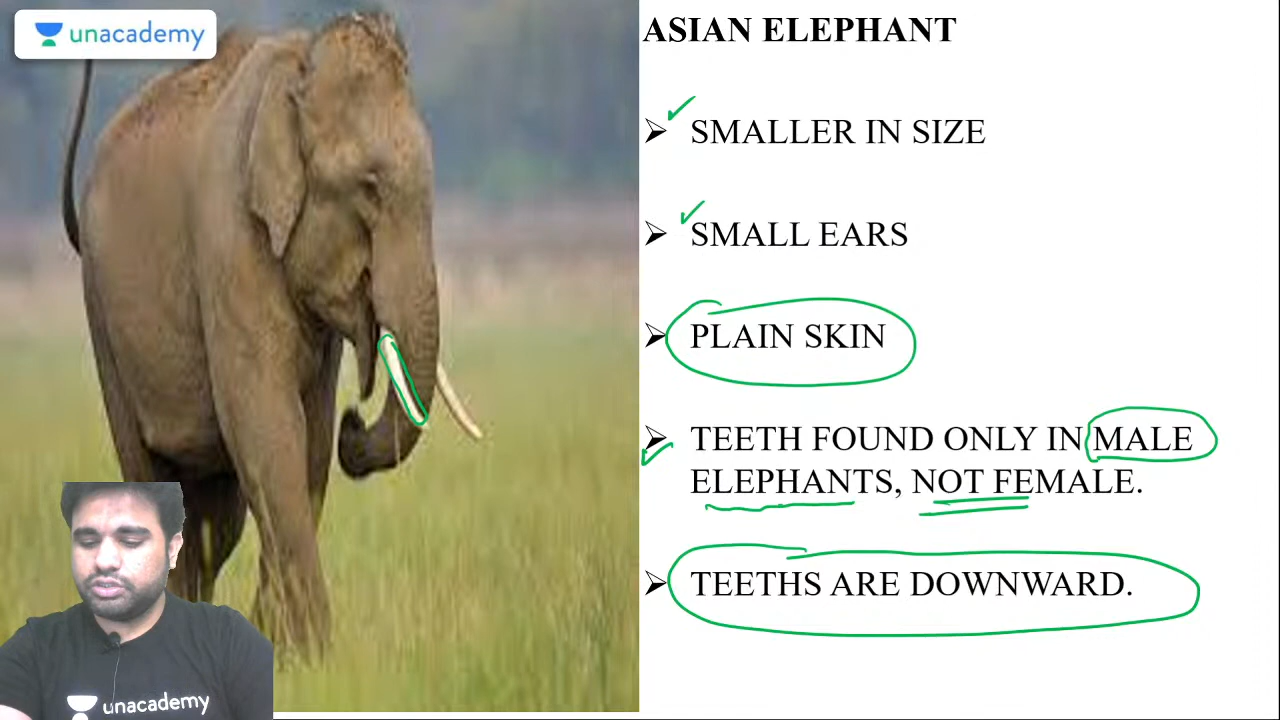 unacademy
ASIAN ELEPHANT
➢ SMALLER IN SIZE
➢ SMALL EARS
➢ PLAIN SKIN
➢ TEETH FOUND ONLY IN MALE
ELEPHANTS, NOT FEMALE.
➢ TEETHS ARE DOWNWARD.
unacademy